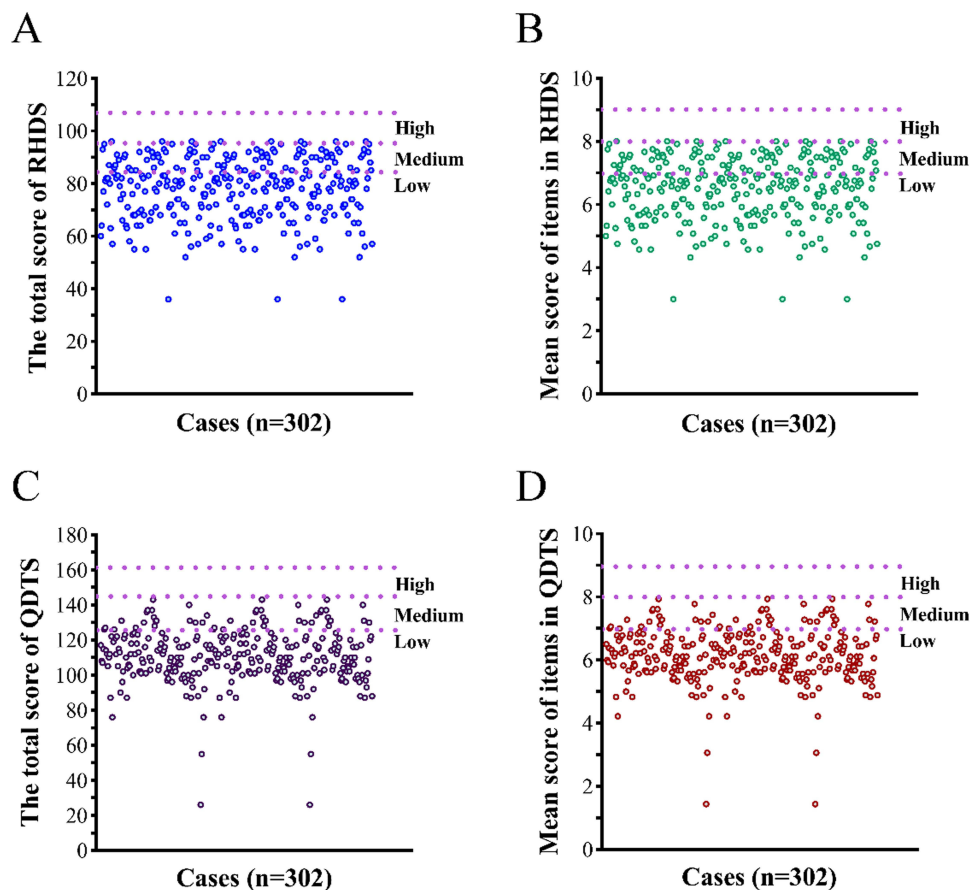 A
The total score of RHDS
120
100
80
60
40
20
0
High
Medium
Low
Cases (n=302)
B
Mean score of items in RHDS
10
8
6
4
2
0
High
Medium
Low
Cases (n=302)
C
The total score of QDTS
180
160
140
120
100
80
60
40
20
0
High
Medium
Low
Cases (n=302)
D
Mean score of items in QDTS
10
8
6
4
2
0
High
Medium
Low
Cases (n=302)